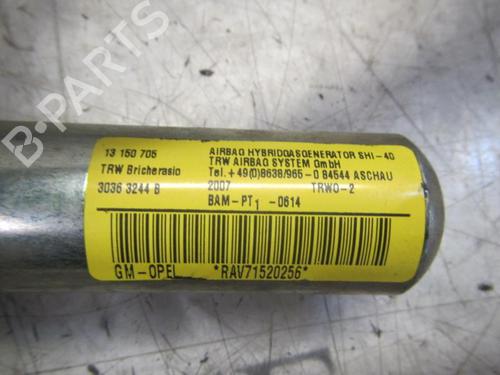 13 150 705
AIRBAG HYBRIDGASGENERATOR SHI-40
TRW AIRBAG SYSTEM GmbH
TRW Bricherasio
Tel.+49(0)8638/965-0 84544 ASCHAU
3036 3244 B
2007 TRWO-2
BAM-PT1-0614
GM-OPEL *RAV71520256*
B-PARTS